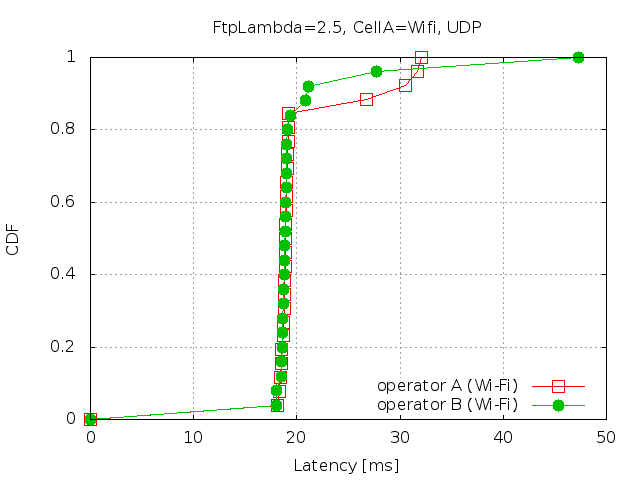 FtpLambda=2.5, CellA=Wifi, UDP
1
0.8
0.6
0.4
0.2
0
CDF
operator A (Wi-Fi)
operator B (Wi-Fi)
0 10 20 30 40 50
Latency [ms]